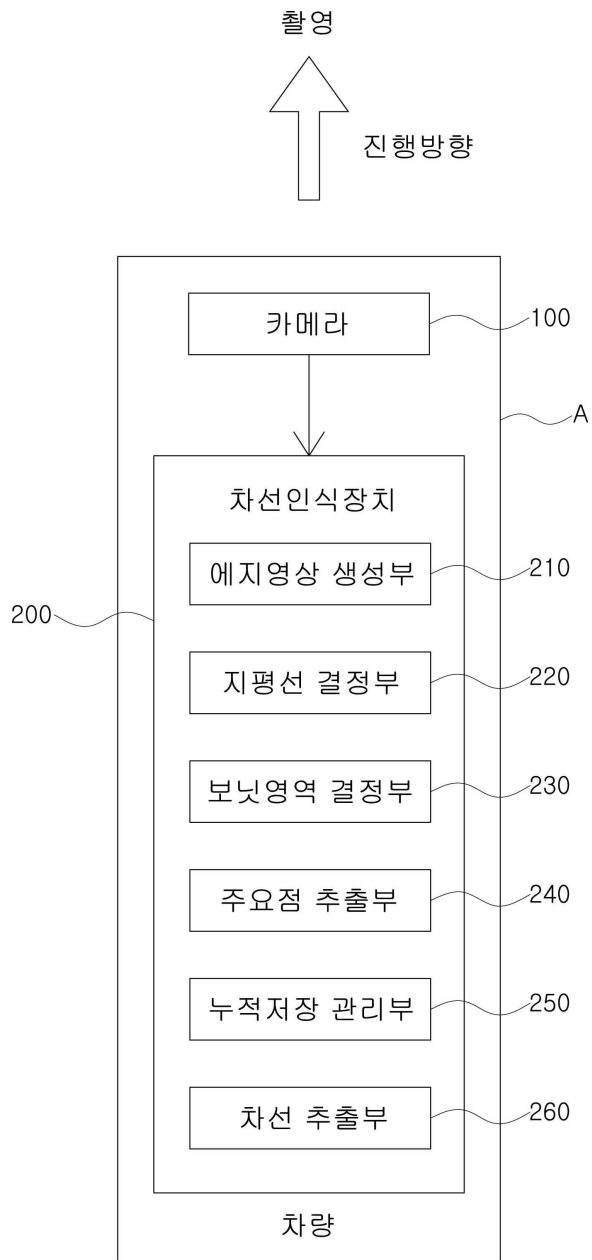 촬영
진행방향
카메라
100
A
차선인식장치
에지영상 생성부
210
200
지평선 결정부
220
보닛영역 결정부
230
주요점 추출부
240
누적저장 관리부
250
차선 추출부
260
차량